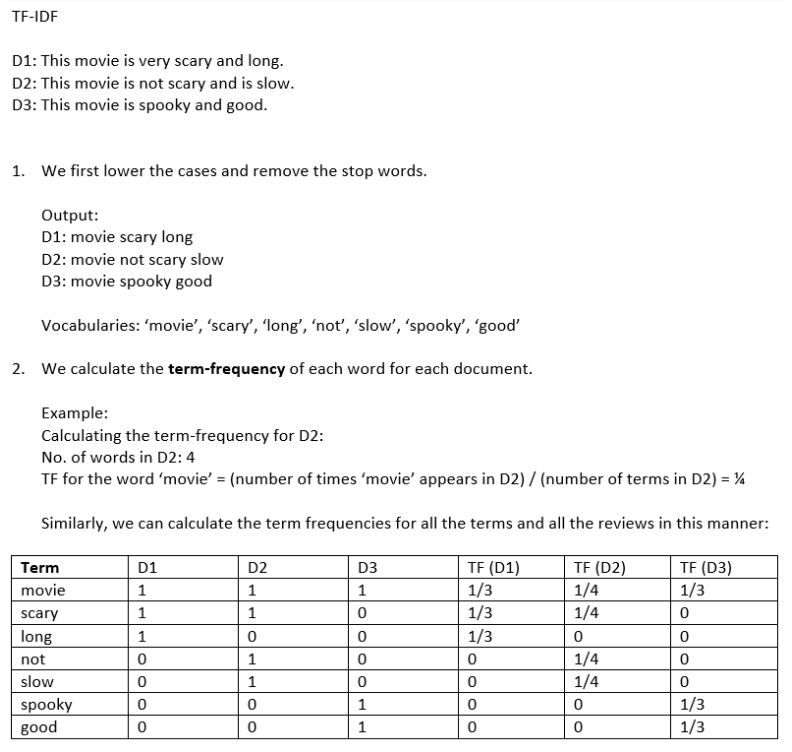 TF-IDF
D1: This movie is very scary and long.
D2: This movie is not scary and is slow.
D3: This movie is spooky and good.
1. We first lower the cases and remove the stop words.
Output:
D1: movie scary long
D2: movie not scary slow
D3: movie spooky good
Vocabularies: ‘movie’, ‘scary’, ‘long’, ‘not’, ‘slow’, ‘spooky’, ‘good’
2. We calculate the term-frequency of each word for each document.
Example:
Calculating the term-frequency for D2:
No. of words in D2: 4
TF for the word ‘movie’ = (number of times ‘movie’ appears in D2) / (number of terms in D2) = ¼
Similarly, we can calculate the term frequencies for all the terms and all the reviews in this manner:
Term D1 D2 D3 TF (D1) TF (D2) TF (D3)
movie 1 1 1 1/3 1/4 1/3
scary 1 1 0 1/3 1/4 0
long 1 0 0 1/3 0 0
not 0 1 0 0 1/4 0
slow 0 1 0 0 1/4 0
spooky 0 0 1 0 0 1/3
good 0 0 1 0 0 1/3